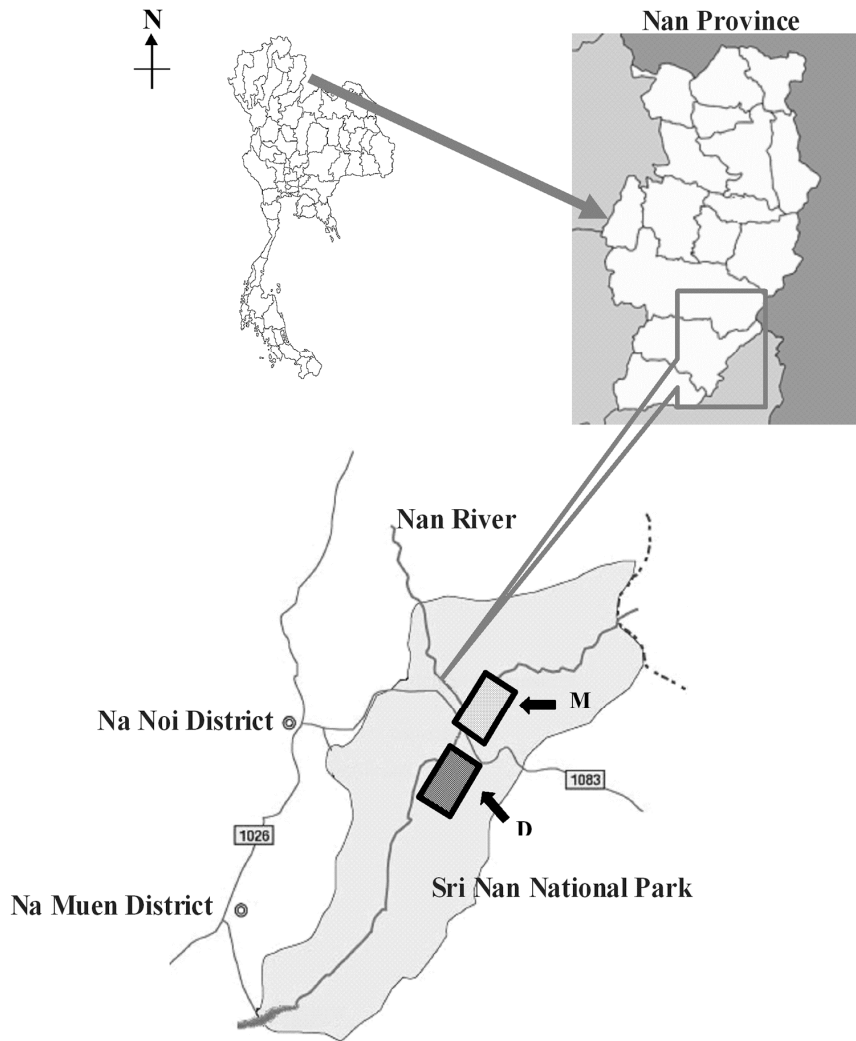 N
Nan Province
Nan River
M
Na Noi District
1083
D
1026
Sri Nan National Park
Na Muen District